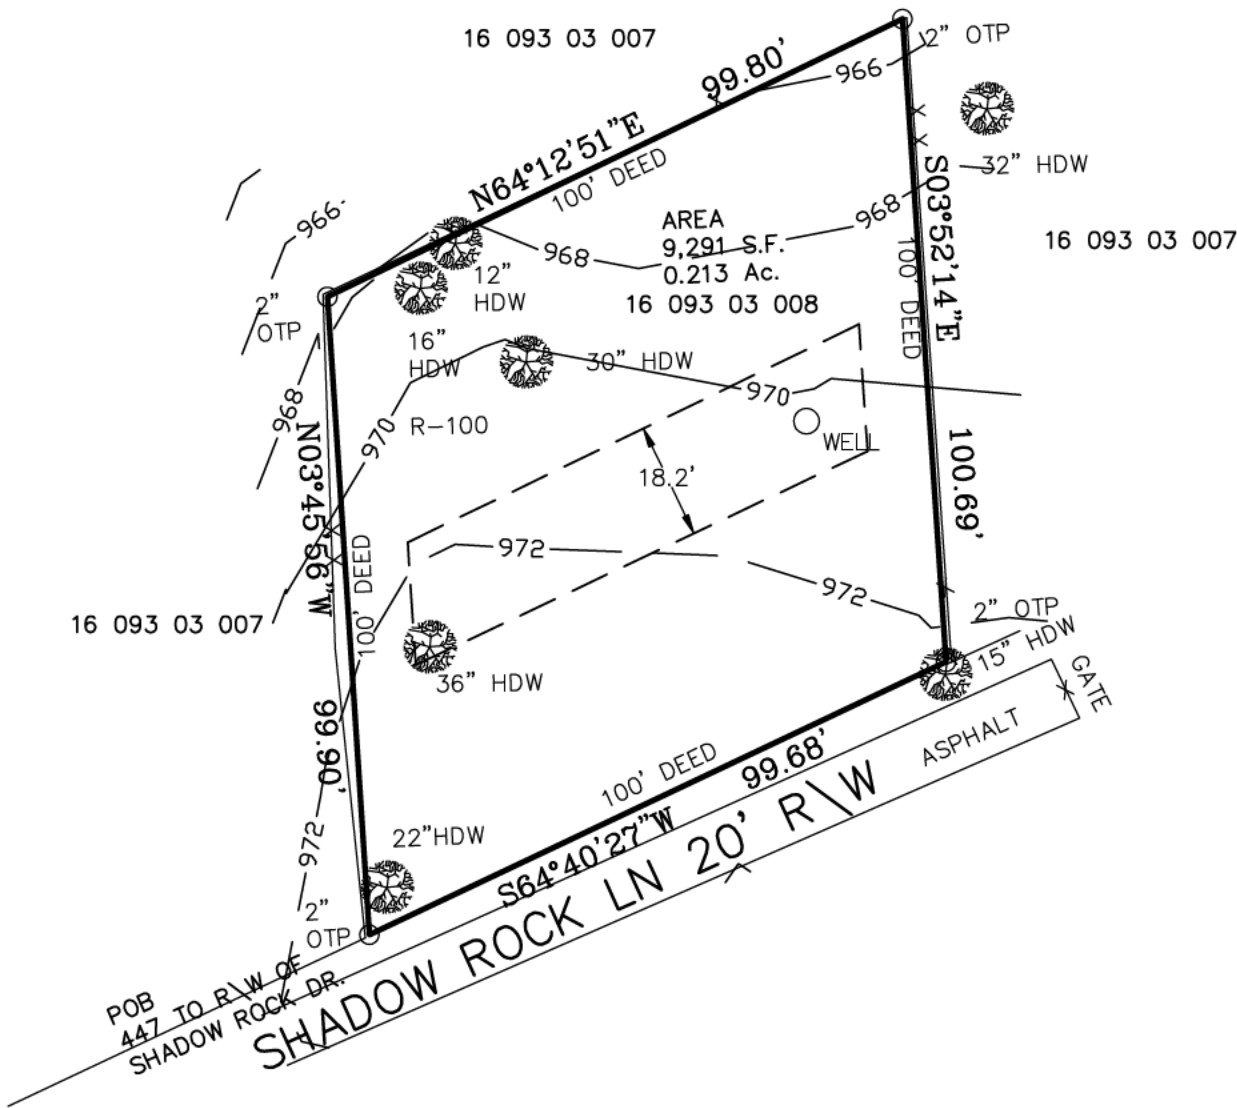 16 093 03 007
2" OTP
99.80'
966
N64°12'51"E
100' DEED
32" HDW
S03°52'14"E
100' DEED
966
968
AREA
9,291 S.F.
0.213 Ac.
16 093 03 008
968
16 093 03 007
12"
HDW
2"
OTP
16"
HDW
30" HDW
970
968
970
R-100
WELL
N03°45'56"W
18.2'
100.69'
100' DEED
972
972
2" OTP
16 093 03 007
15" HDW
36" HDW
GATE
99.90'
100' DEED
99.68'
ASPHALT
972
22"HDW
S64°40'27"W
2"
OTP
SHADOW ROCK LN 20' R\W
POB
447 TO R\W OF
SHADOW ROCK DR.